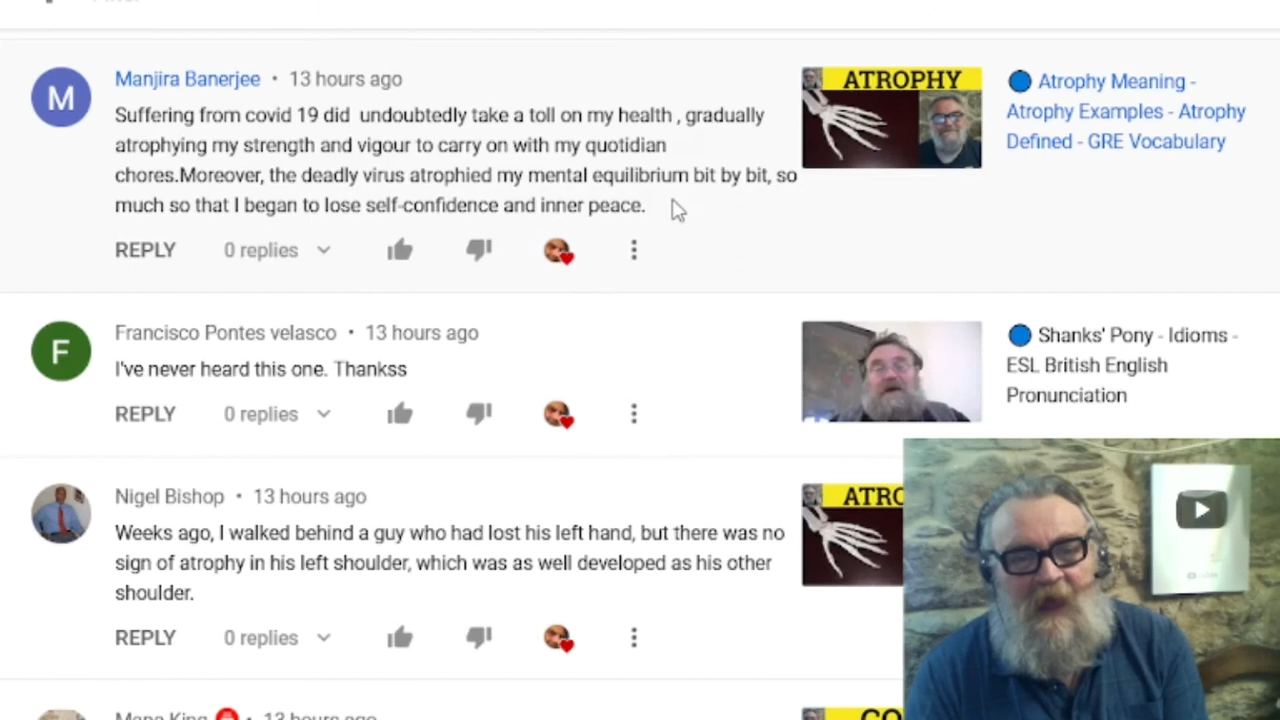 M
Manjira Banerjee • 13 hours ago
Suffering from covid 19 did  undoubtedly take a toll on my health , gradually
atrophying my strength and vigour to carry on with my quotidian
chores.Moreover, the deadly virus atrophied my mental equilibrium bit by bit, so
much so that I began to lose self-confidence and inner peace.
REPLY 0 replies
ATROPHY
Atrophy Meaning -
Atrophy Examples - Atrophy
Defined - GRE Vocabulary
F
Francisco Pontes velasco • 13 hours ago
I've never heard this one. Thankss
REPLY 0 replies
Shanks' Pony - Idioms -
ESL British English
Pronunciation
Nigel Bishop • 13 hours ago
Weeks ago, I walked behind a guy who had lost his left hand, but there was no
sign of atrophy in his left shoulder, which was as well developed as his other
shoulder.
REPLY 0 replies
ATRO
• 13 hours ago